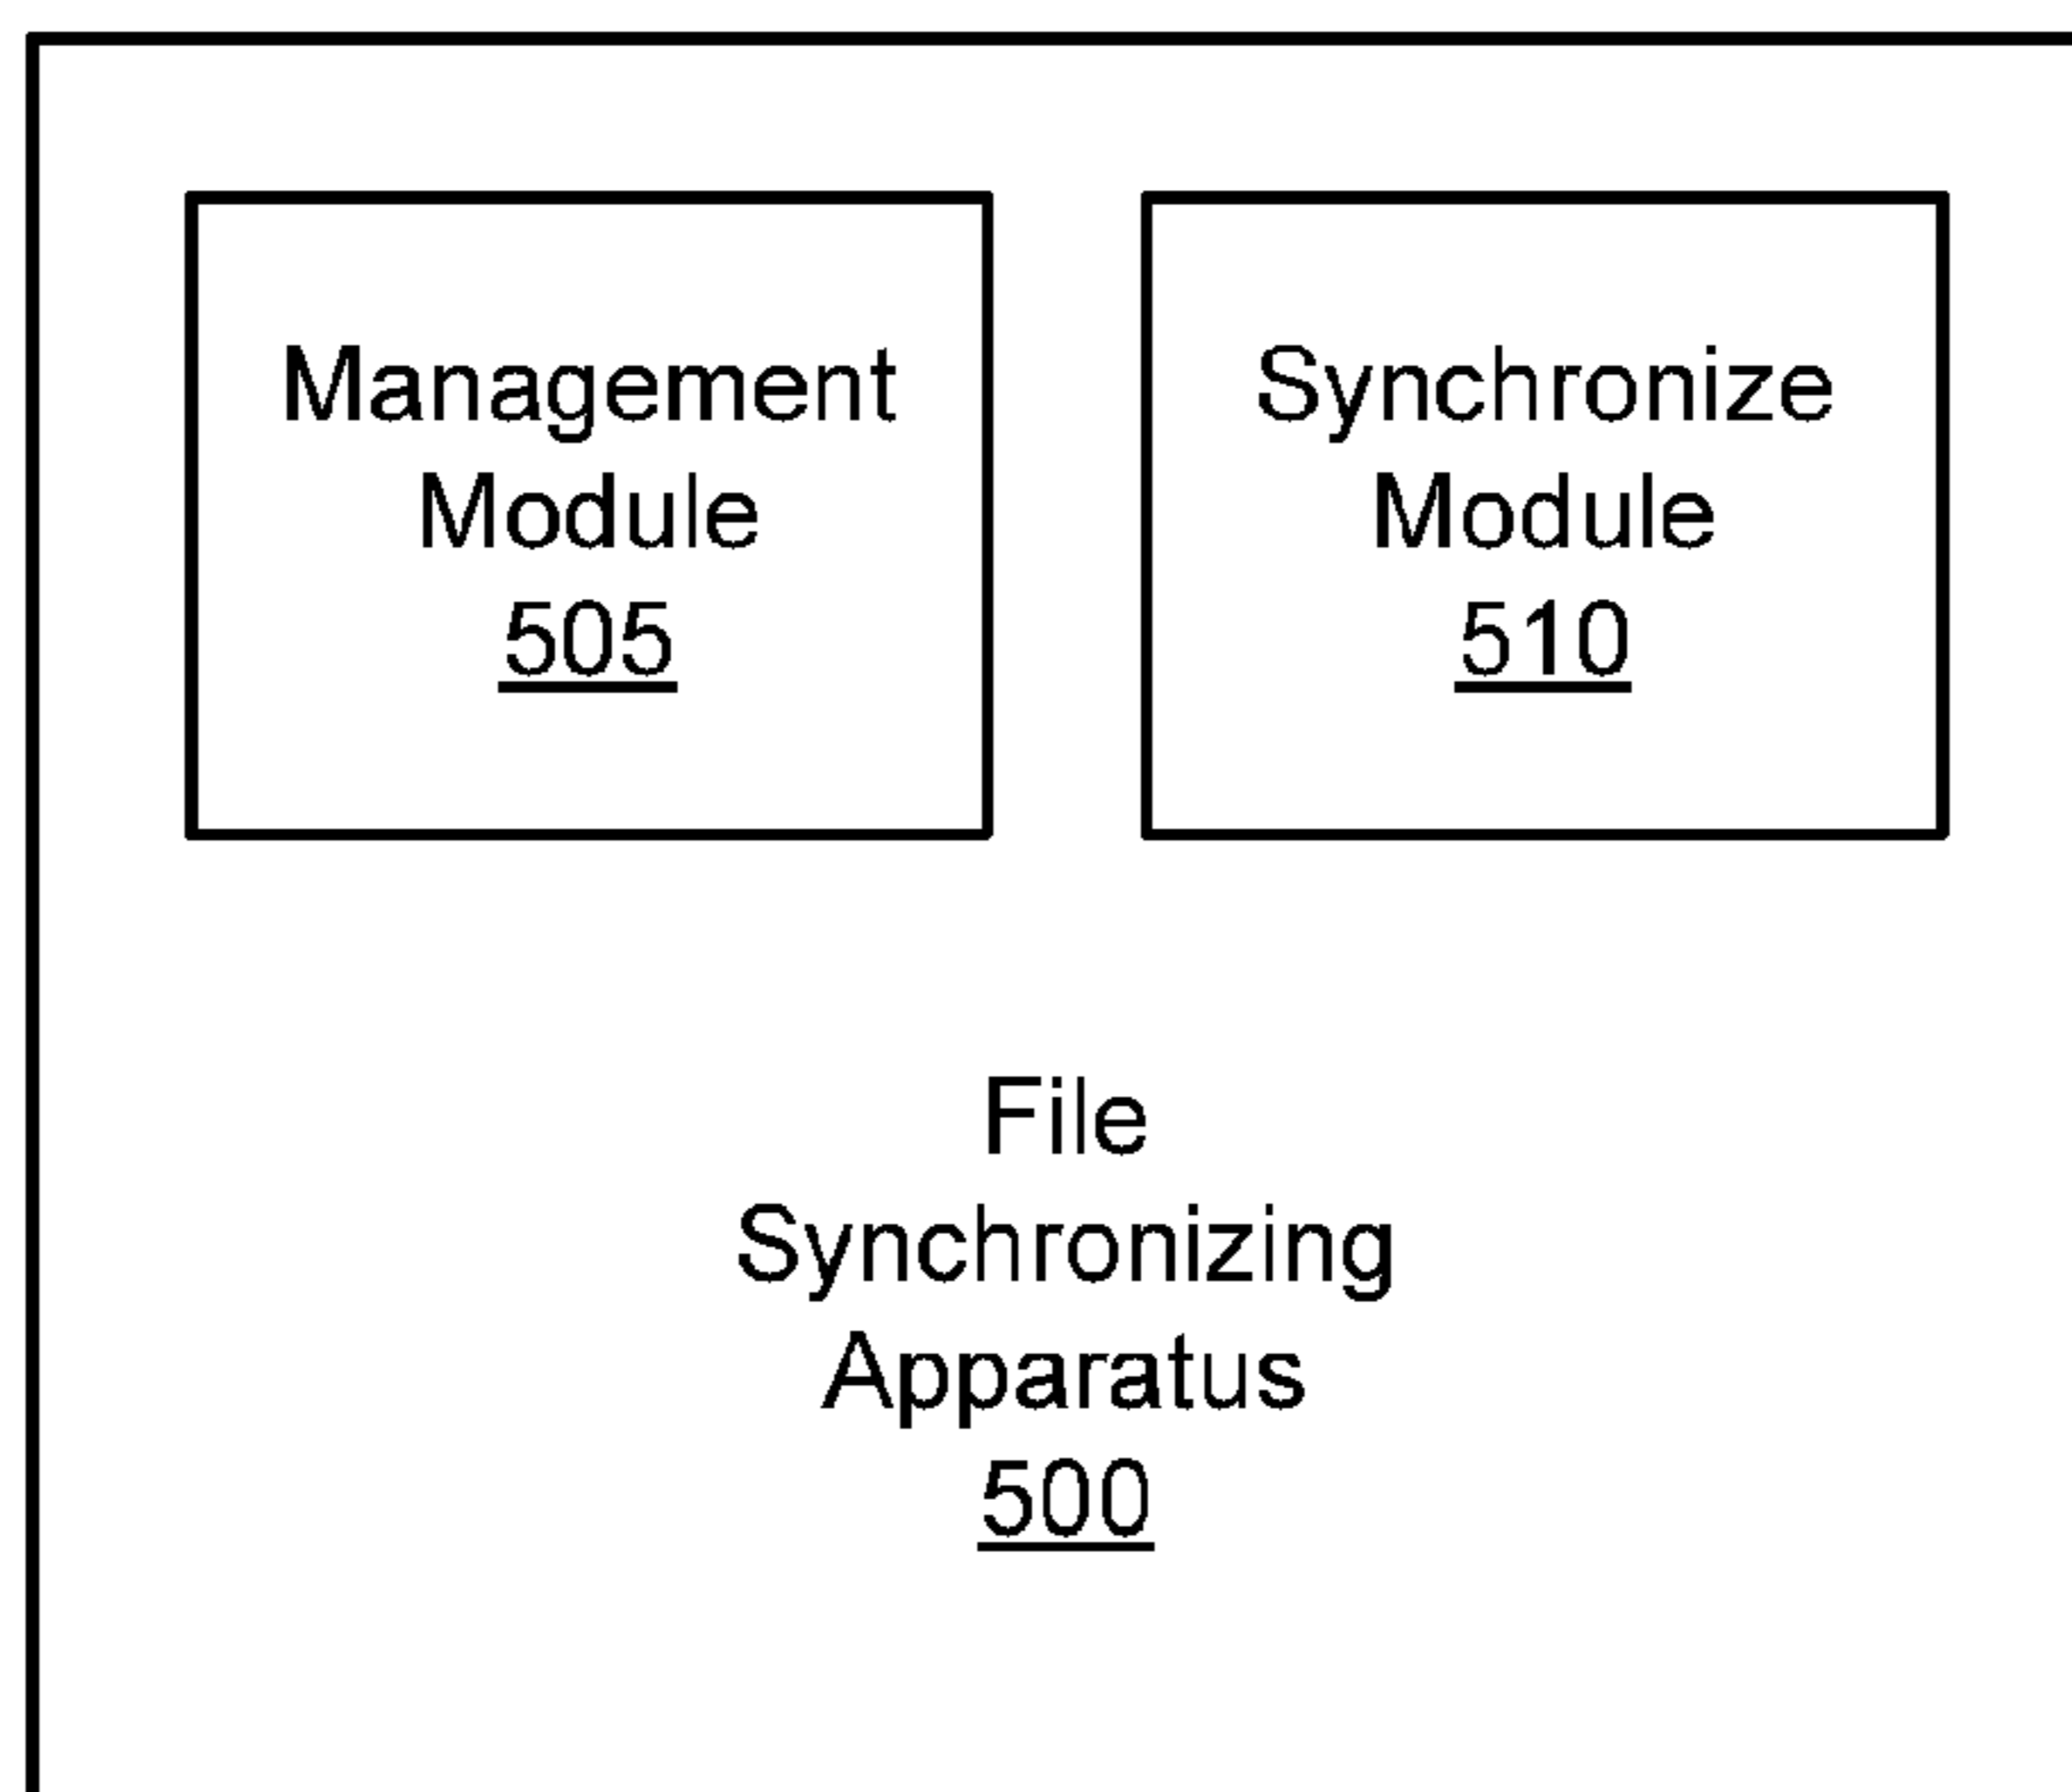 Management
Module
505
Synchronize
Module
510
File
Synchronizing
Apparatus
500